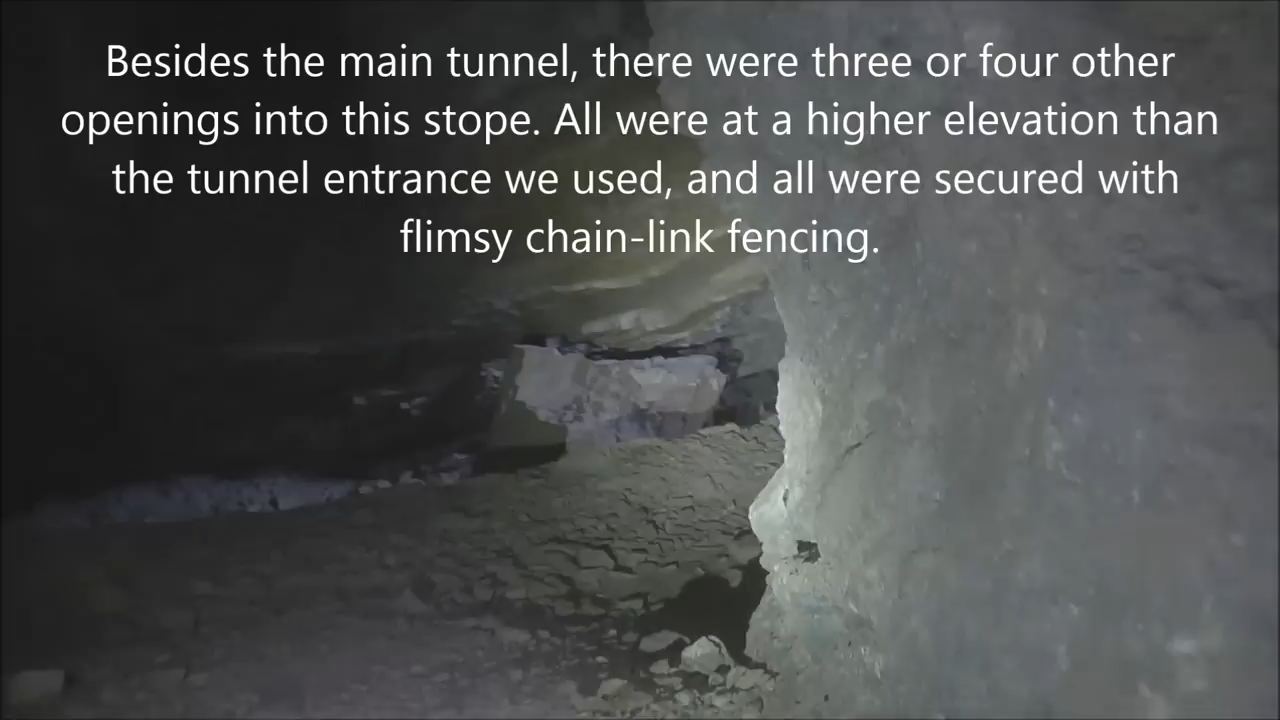 Besides the main tunnel, there were three or four other
openings into this stope. All were at a higher elevation than
the tunnel entrance we used, and all were secured with
flimsy chain-link fencing.